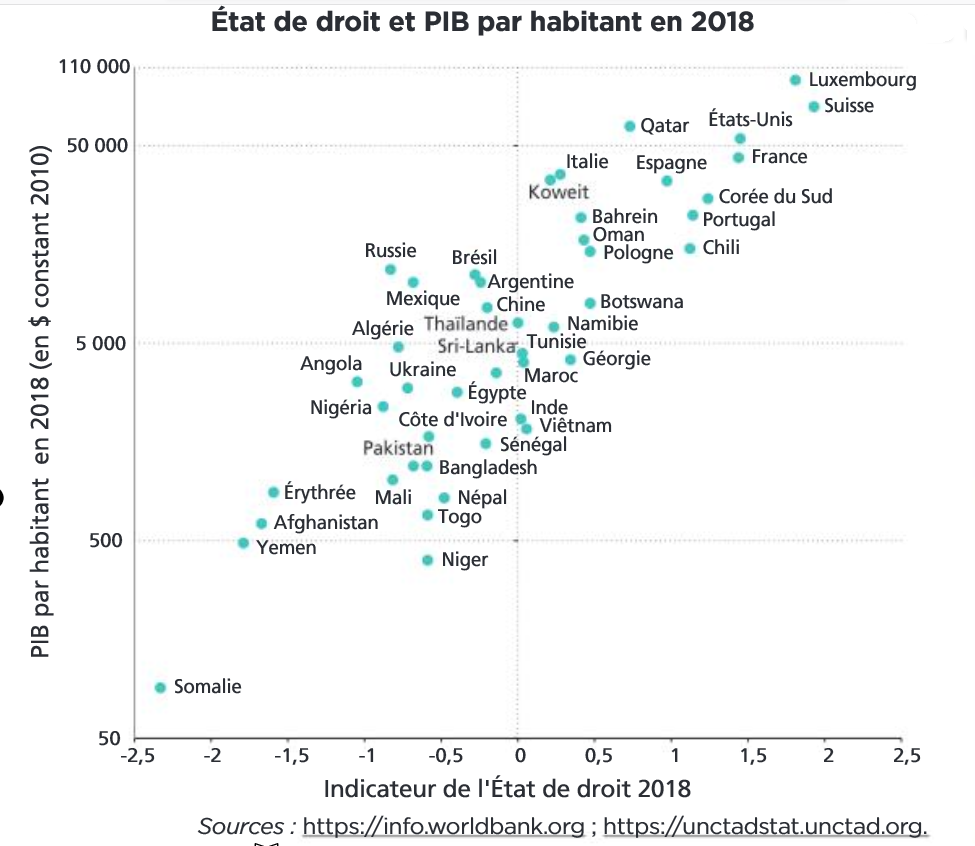 État de droit et PIB par habitant en 2018
110 000
Luxembourg
Suisse
États-Unis
Qatar
50 000
France
Italie
Espagne
Koweit
Corée du Sud
Bahrein
Portugal
Oman
Chili
Pologne
Russie
Brésil
Argentine
Mexique
Chine
Botswana
Thaïlande
Namibie
Algérie
5 000
Tunisie
Sri-Lanka
Géorgie
Angola
Ukraine
Maroc
Égypte
Nigéria
Inde
Côte d'Ivoire
Viêtnam
Pakistan
Sénégal
Bangladesh
Érythrée
Mali
Népal
Togo
Afghanistan
500
Yemen
Niger
Somalie
50
PIB par habitant en 2018 (en $ constant 2010)
-2,5 -2 -1,5 -1 -0,5 0 0,5 1 1,5 2 2,5
Indicateur de l'État de droit 2018
Sources : https://info.worldbank.org ; https://unctadstat.unctad.org.